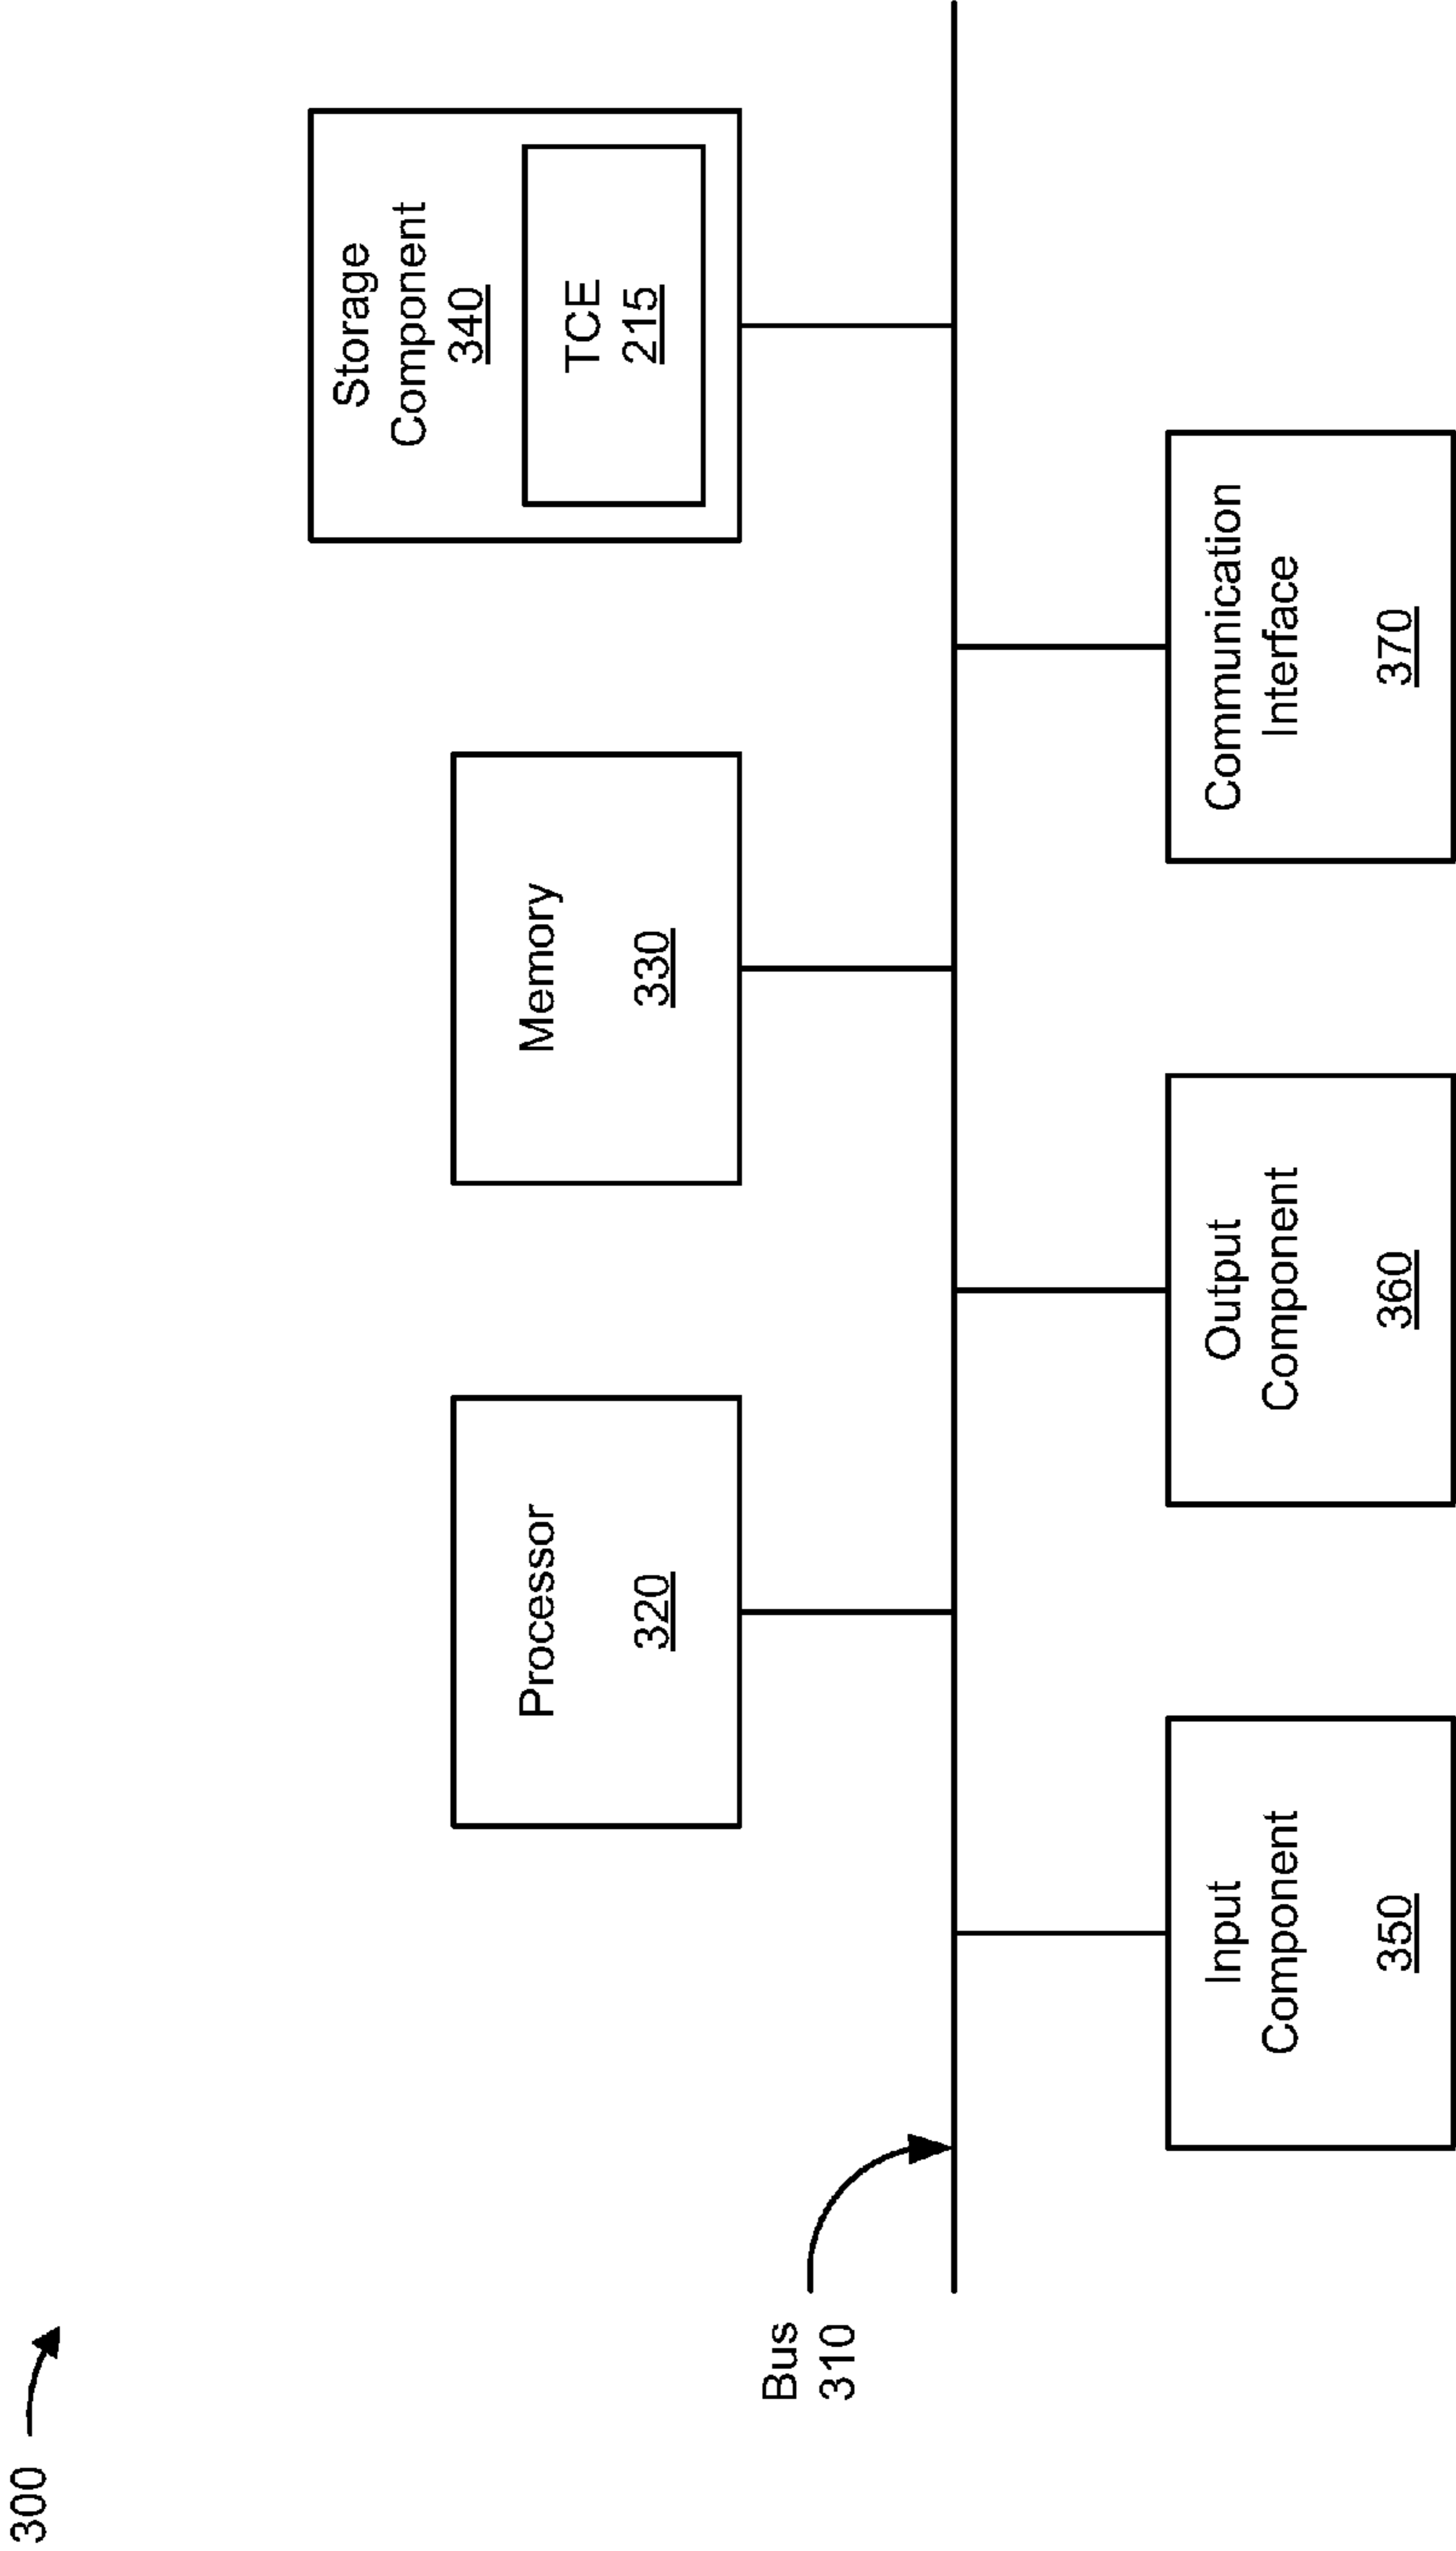 300
Bus
310
Processor
320
Memory
330
Storage
Component
340
TCE
215
Input
Component
350
Output
Component
360
Communication
Interface
370